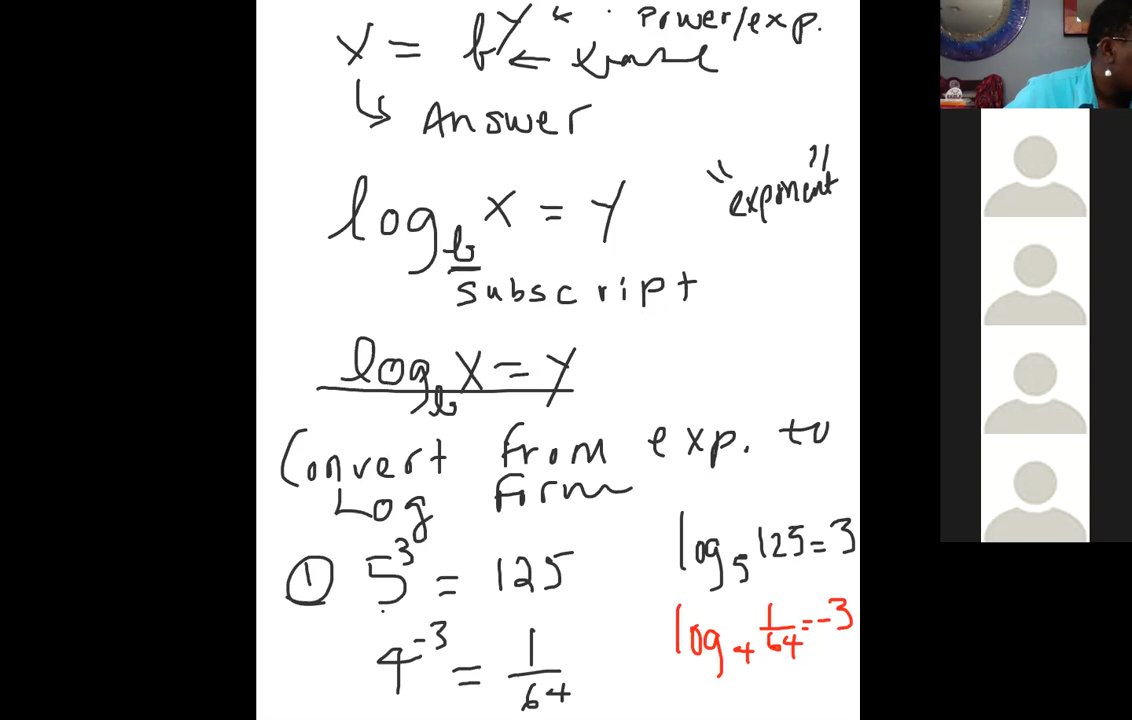 x = b^y ← Power/exp.
←
↳ Answer
log_b x = y
"exponent"
subscript
log_b x = y
Convert from exp. to
Log Form
① 5^3 = 125
log_5 125 = 3
4^-3 = 1/64
log_4 1/64 = -3